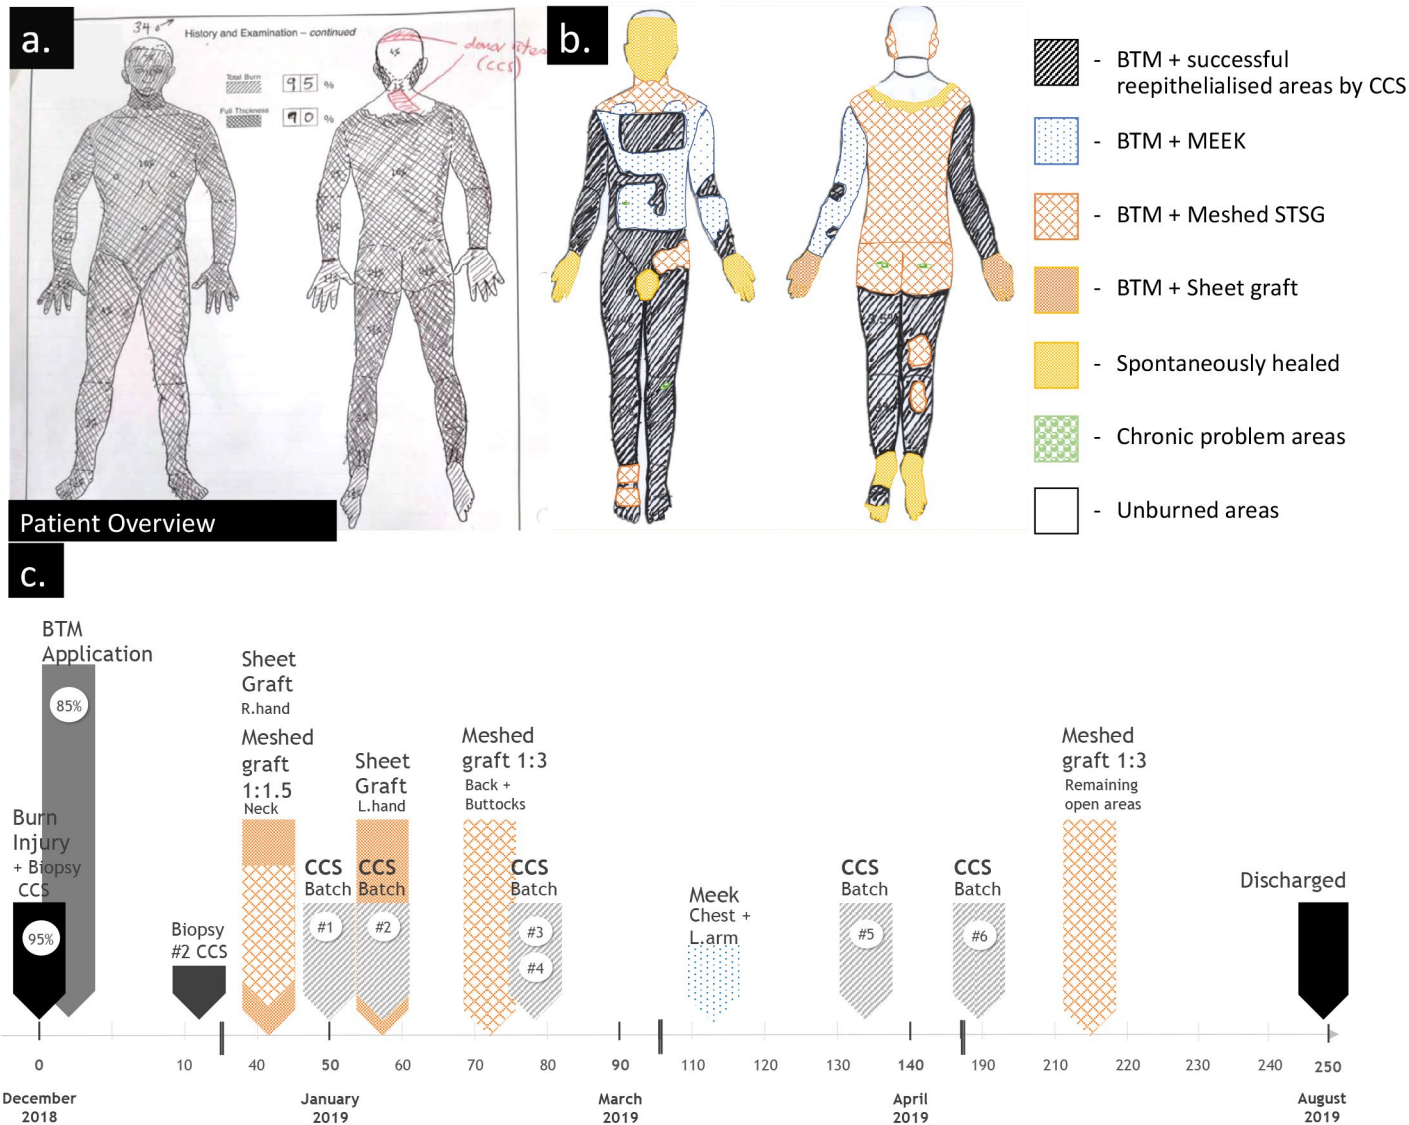 a.
34 ♂
History and Examination – continued
Total Burn
95 %
Full Thickness
90 %
donor sites
(CCS)
Patient Overview
b.
- BTM + successful
reepithelialised areas by CCS
- BTM + MEEK
- BTM + Meshed STSG
- BTM + Sheet graft
- Spontaneously healed
- Chronic problem areas
- Unburned areas
c.
BTM
Application
85%
Burn
Injury
+ Biopsy
CCS
95%
Biopsy
#2 CCS
Sheet
Graft
R.hand
Meshed
graft
1:1.5
Neck
CCS
Batch
#1
Sheet
Graft
L.hand
CCS
Batch
#2
Meshed
graft 1:3
Back +
Buttocks
CCS
Batch
#3
#4
Meek
Chest +
L.arm
CCS
Batch
#5
CCS
Batch
#6
Meshed
graft 1:3
Remaining
open areas
Discharged
0 10 40 50 60 70 80 90 110 120 130 140 190 210 220 230 240 250
December
2018
January
2019
March
2019
April
2019
August
2019